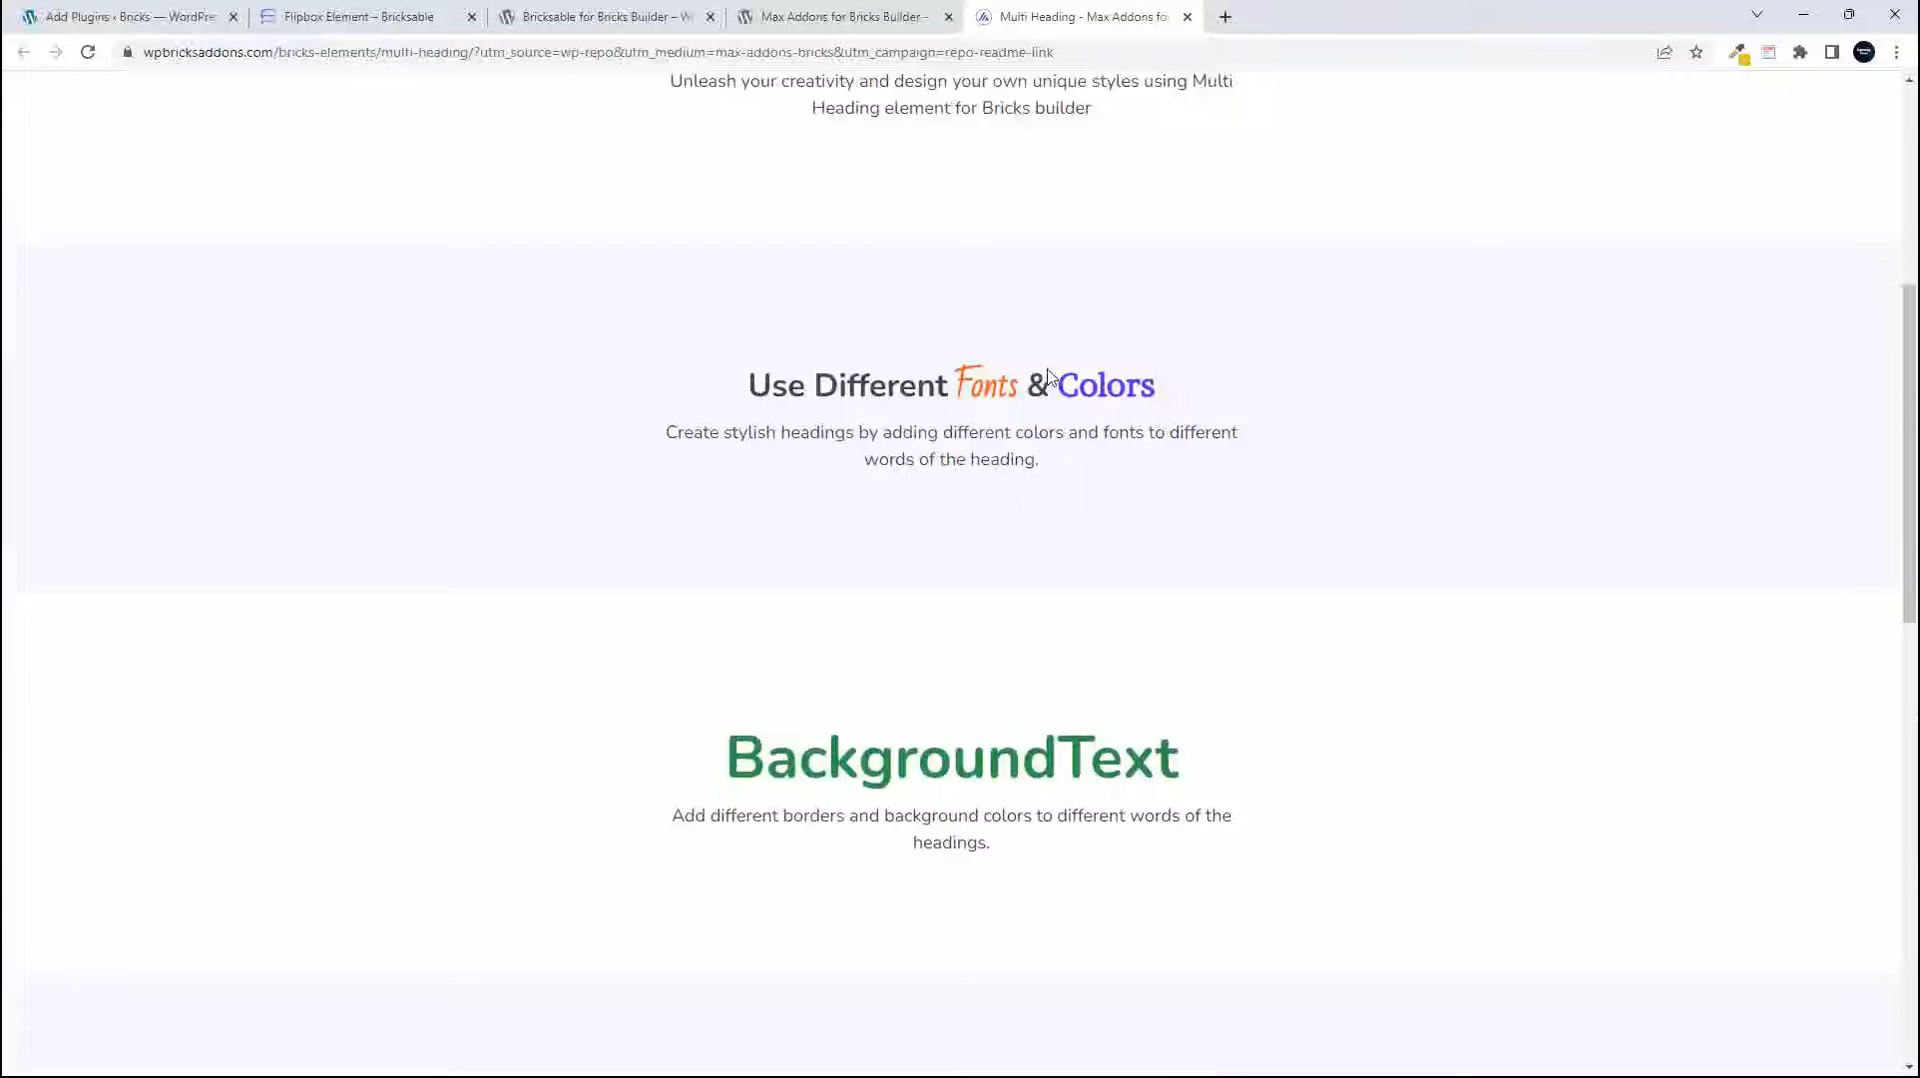 Add Plugins ‹ Bricks — WordPre
Flipbox Element – Bricksable
Bricksable for Bricks Builder – W
Max Addons for Bricks Builder –
Multi Heading - Max Addons fo
wpbricksaddons.com/bricks-elements/multi-heading/?utm_source=wp-repo&utm_medium=max-addons-bricks&utm_campaign=repo-readme-link
Unleash your creativity and design your own unique styles using Multi
Heading element for Bricks builder
Use Different Fonts & Colors
Create stylish headings by adding different colors and fonts to different
words of the heading.
BackgroundText
Add different borders and background colors to different words of the
headings.